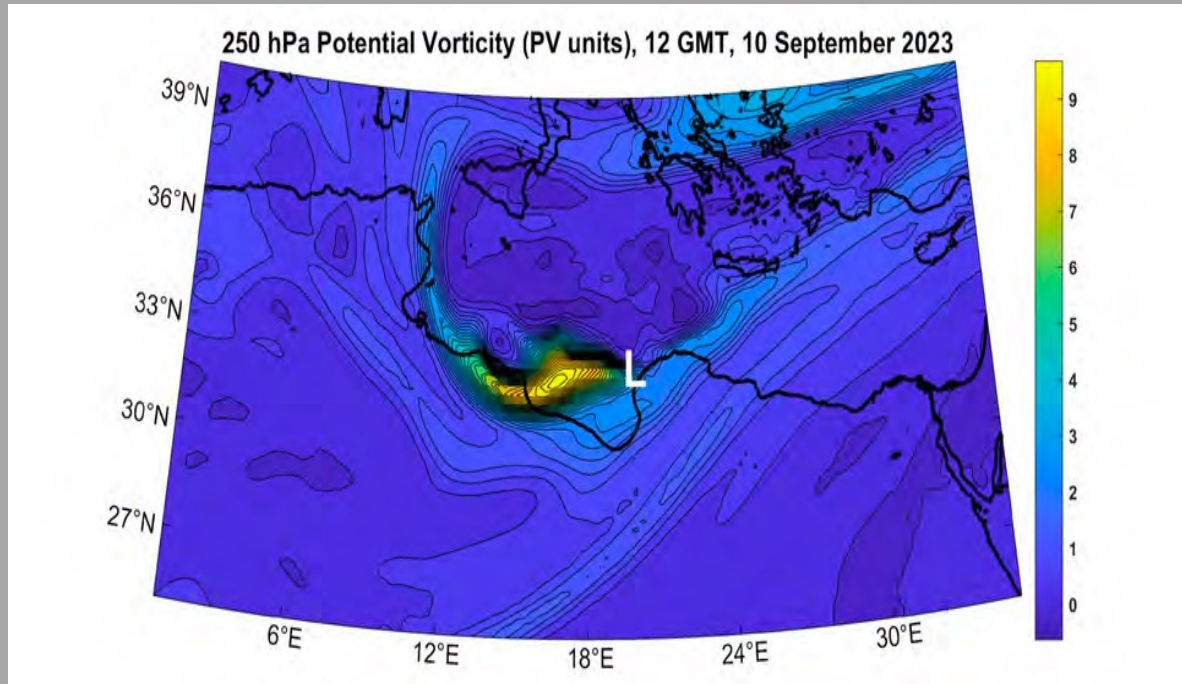 250 hPa Potential Vorticity (PV units), 12 GMT, 10 September 2023
39°N
36°N
33°N
30°N
27°N
6°E
12°E
18°E
24°E
30°E
L
9
8
7
6
5
4
3
2
1
0